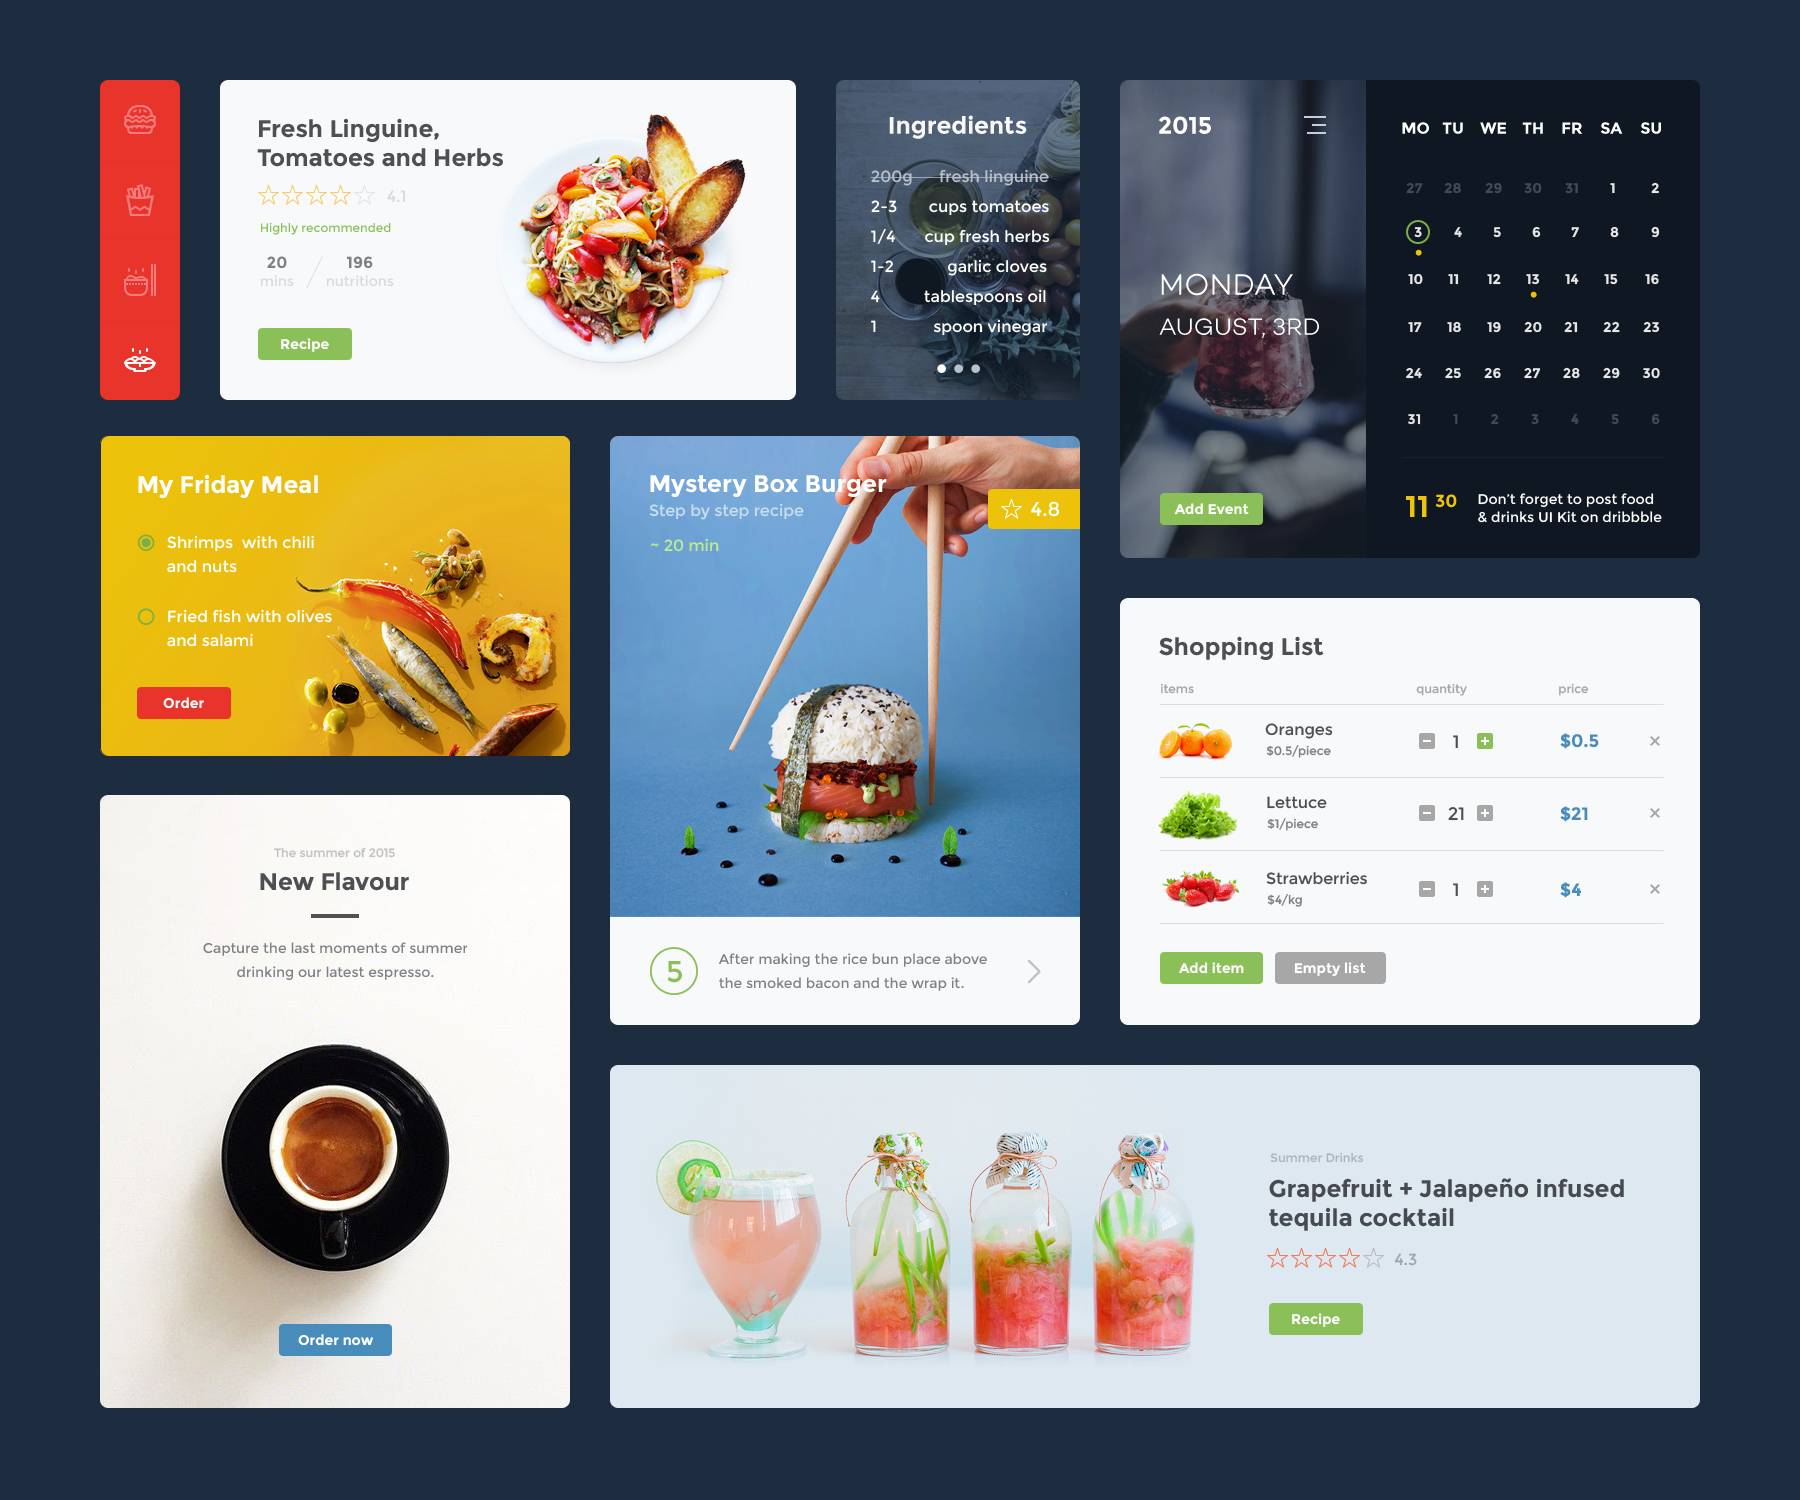 Fresh Linguine,
Tomatoes and Herbs
4.1
Highly recommended
20 196
mins nutritions
Recipe
Ingredients
200g fresh linguine
2-3 cups tomatoes
1/4 cup fresh herbs
1-2 garlic cloves
4 tablespoons oil
1 spoon vinegar
2015
MONDAY
AUGUST, 3RD
Add Event
MO TU WE TH FR SA SU
27 28 29 30 31 1 2
3 4 5 6 7 8 9
10 11 12 13 14 15 16
17 18 19 20 21 22 23
24 25 26 27 28 29 30
31 1 2 3 4 5 6
11 30
Don't forget to post food
& drinks UI Kit on dribbble
My Friday Meal
Shrimps with chili
and nuts
Fried fish with olives
and salami
Order
Mystery Box Burger
Step by step recipe
~ 20 min
4.8
5
After making the rice bun place above
the smoked bacon and the wrap it.
Shopping List
items quantity price
Oranges
$0.5/piece
1 $0.5
Lettuce
$1/piece
21 $21
Strawberries
$4/kg
1 $4
Add item Empty list
The summer of 2015
New Flavour
Capture the last moments of summer
drinking our latest espresso.
Order now
Summer Drinks
Grapefruit + Jalapeño infused
tequila cocktail
4.3
Recipe